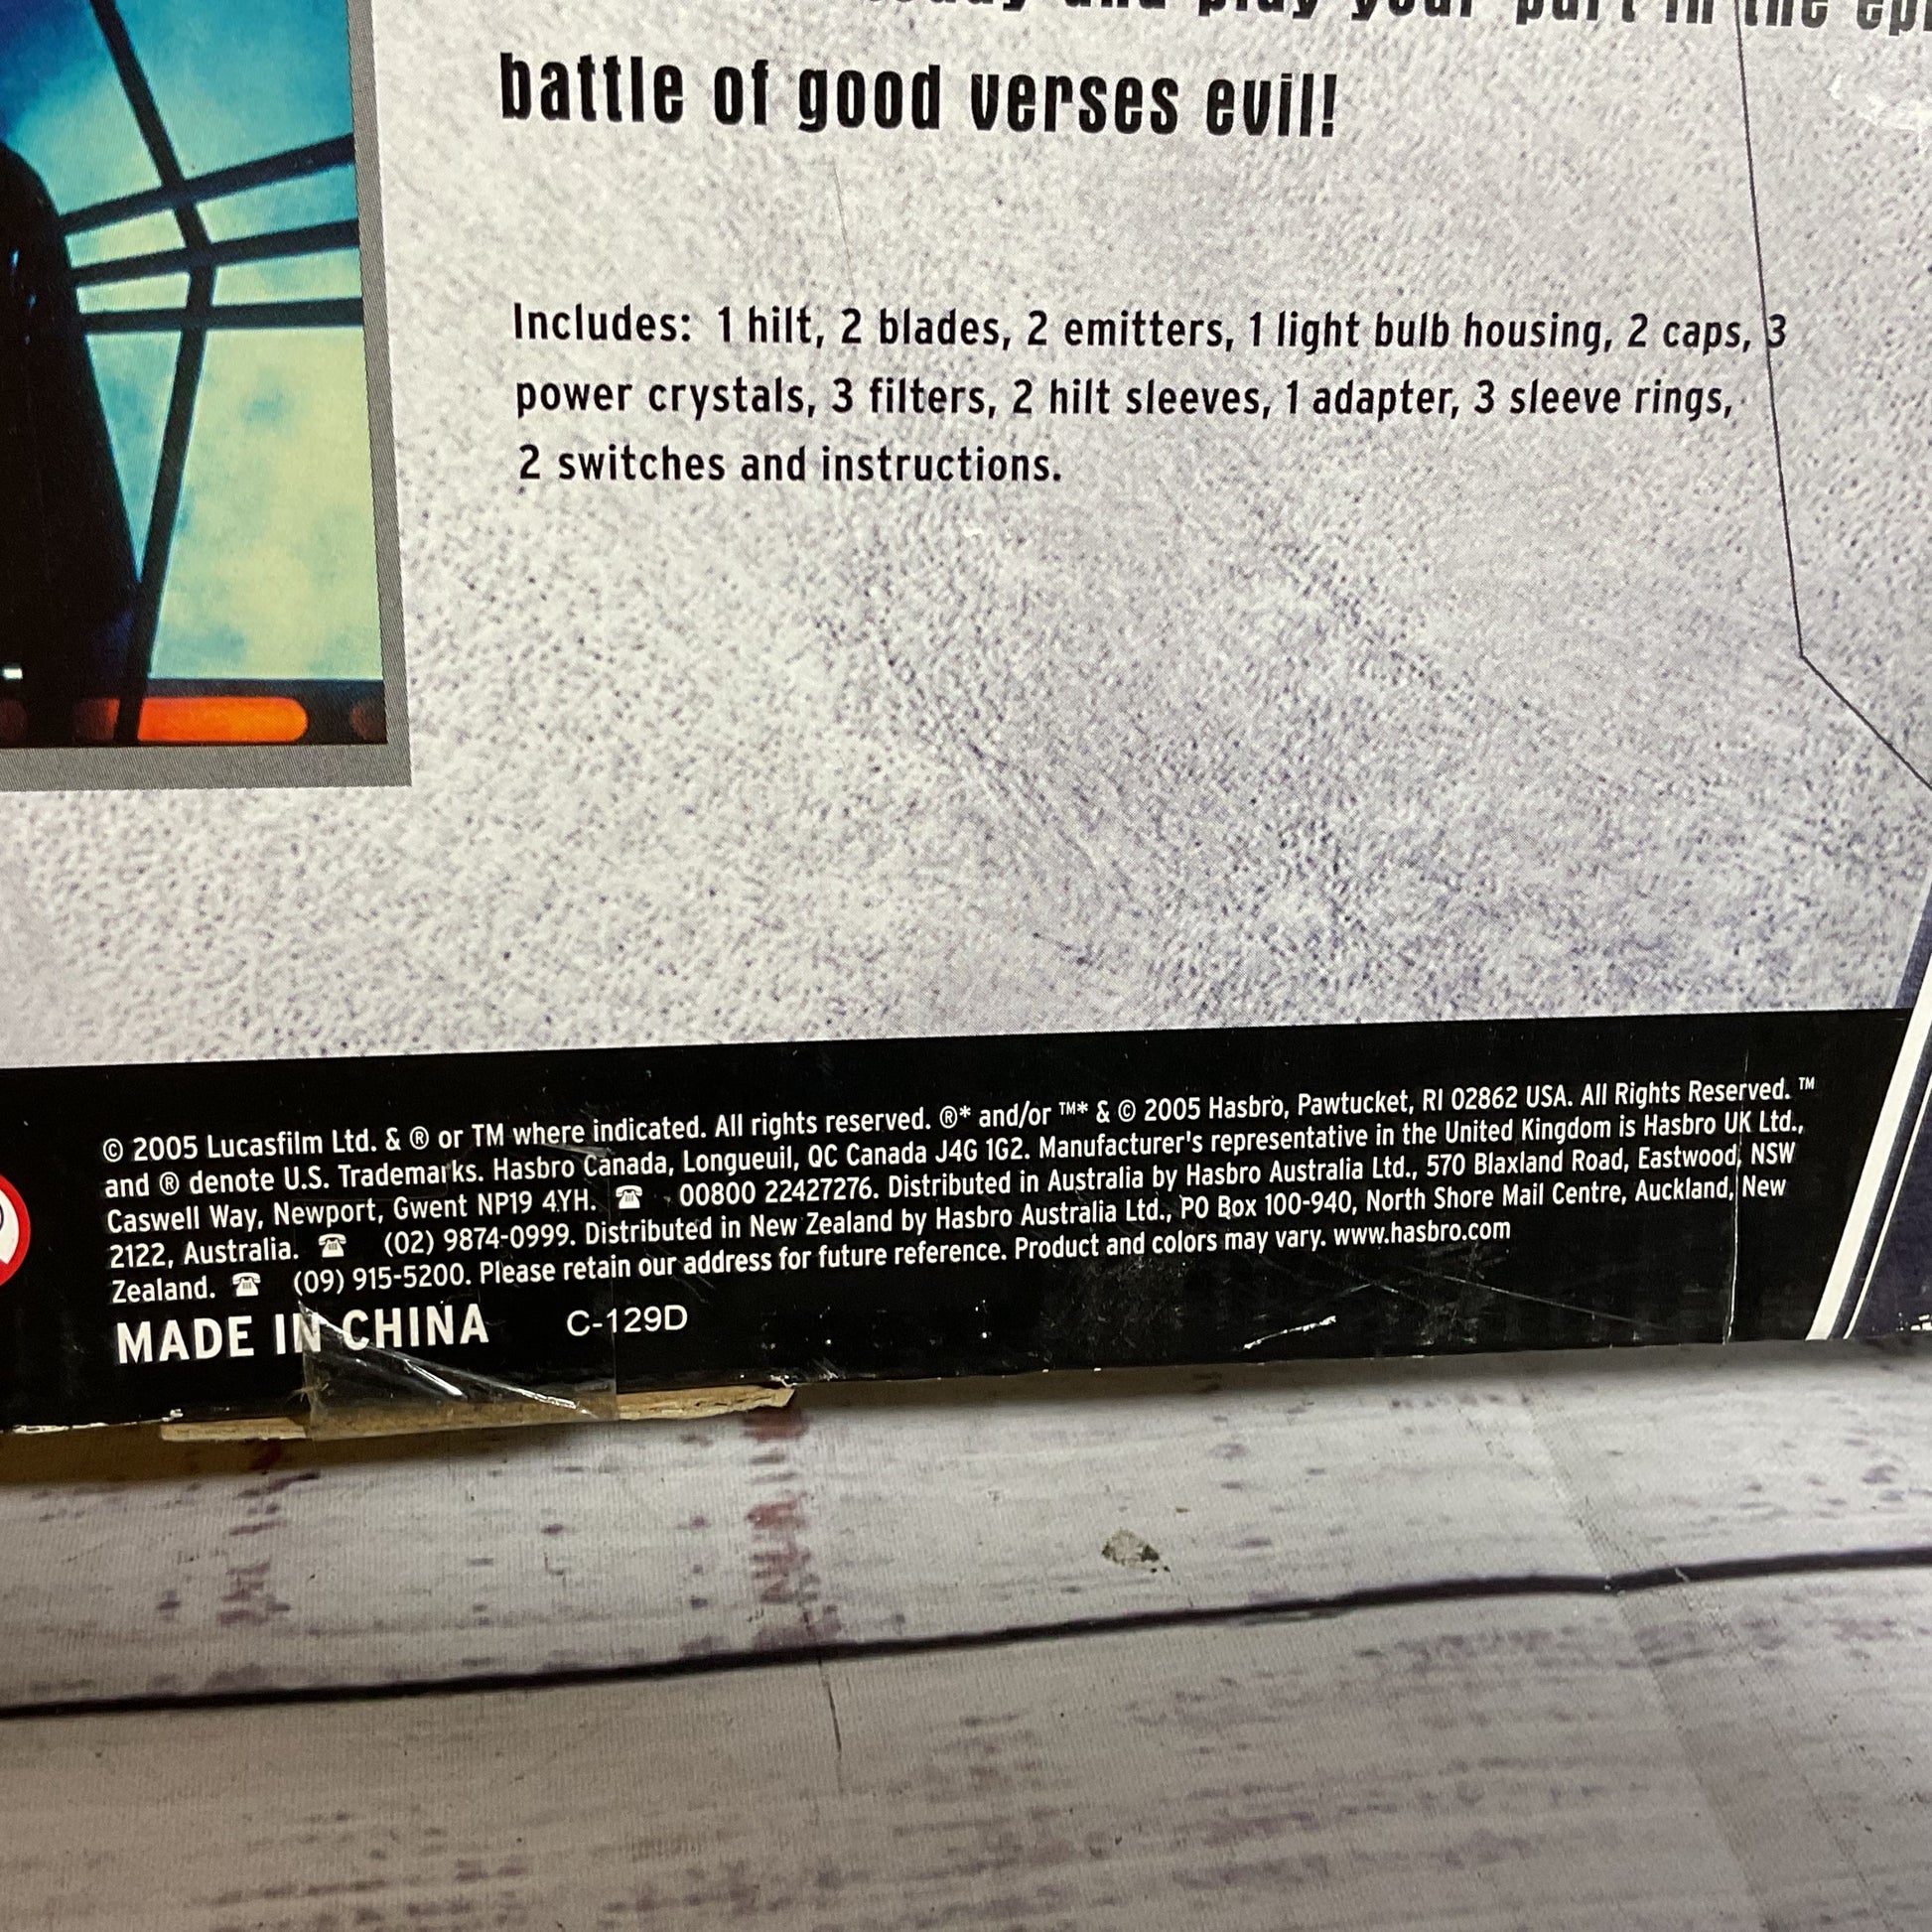 and play your part in the
battle of good verses evil!
Includes: 1 hilt, 2 blades, 2 emitters, 1 light bulb housing, 2 caps, 3
power crystals, 3 filters, 2 hilt sleeves, 1 adapter, 3 sleeve rings,
2 switches and instructions.
© 2005 Lucasfilm Ltd. & ® or TM where indicated. All rights reserved. ®* and/or ™* & © 2005 Hasbro, Pawtucket, RI 02862 USA. All Rights Reserved. ™
and ® denote U.S. Trademarks. Hasbro Canada, Longueuil, QC Canada J4G 1G2. Manufacturer's representative in the United Kingdom is Hasbro UK Ltd.,
Caswell Way, Newport, Gwent NP19 4YH. ☎ 00800 22427276. Distributed in Australia by Hasbro Australia Ltd., 570 Blaxland Road, Eastwood, NSW
2122, Australia. ☎ (02) 9874-0999. Distributed in New Zealand by Hasbro Australia Ltd., PO Box 100-940, North Shore Mail Centre, Auckland, New
Zealand. ☎ (09) 915-5200. Please retain our address for future reference. Product and colors may vary. www.hasbro.com
MADE IN CHINA C-129D